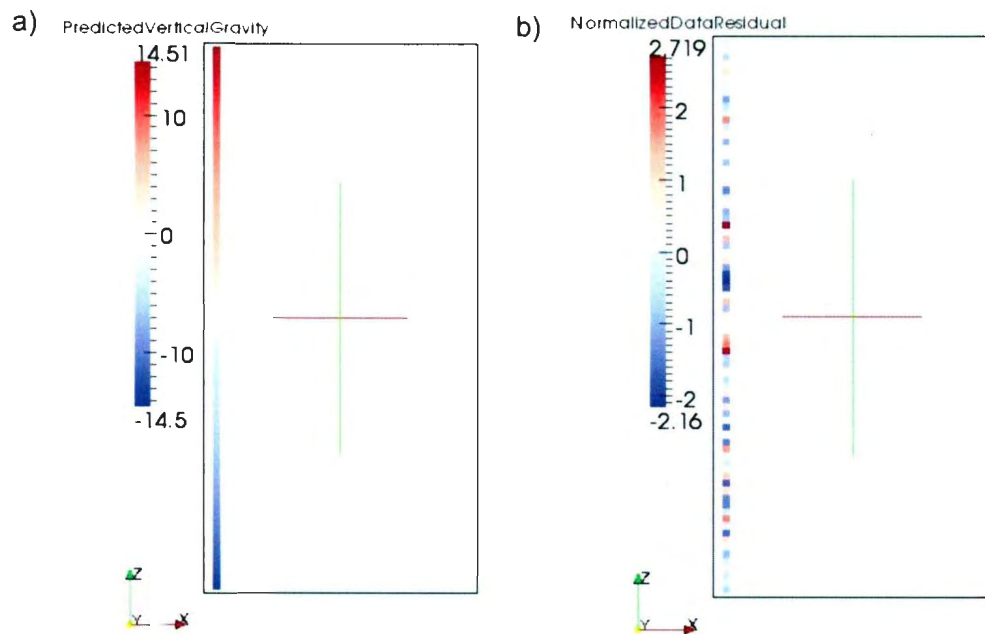 a) PredictedVerticalGravity
14.51
10
0
-10
-14.5
Z
Y X
b) NormalizedDataResidual
2.719
2
1
0
-1
-2
-2.16
Z
Y X